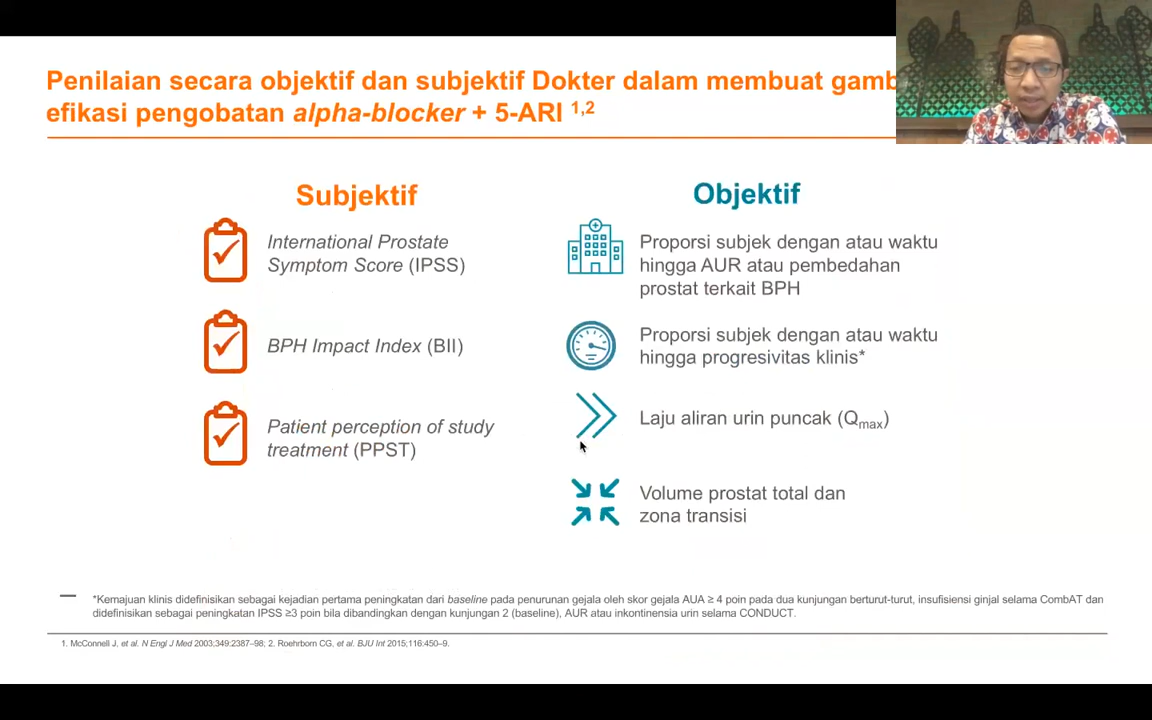 Penilaian secara objektif dan subjektif Dokter dalam membuat
efikasi pengobatan alpha-blocker + 5-ARI 1,2
Subjektif
International Prostate
Symptom Score (IPSS)
BPH Impact Index (BII)
Patient perception of study
treatment (PPST)
Objektif
Proporsi subjek dengan atau waktu
hingga AUR atau pembedahan
prostat terkait BPH
Proporsi subjek dengan atau waktu
hingga progresivitas klinis*
Laju aliran urin puncak (Qmax)
Volume prostat total dan
zona transisi
*Kemajuan klinis didefinisikan sebagai kejadian pertama peningkatan dari baseline pada penurunan gejala oleh skor gejala AUA ≥ 4 poin pada dua kunjungan berturut-turut, insufisiensi ginjal selama CombAT dan
didefinisikan sebagai peningkatan IPSS ≥3 poin bila dibandingkan dengan kunjungan 2 (baseline), AUR atau inkontinensia urin selama CONDUCT.
1. McConnell J, et al. N Engl J Med 2003;349:2387–98; 2. Roehrborn CG, et al. BJU Int 2015;116:450–9.